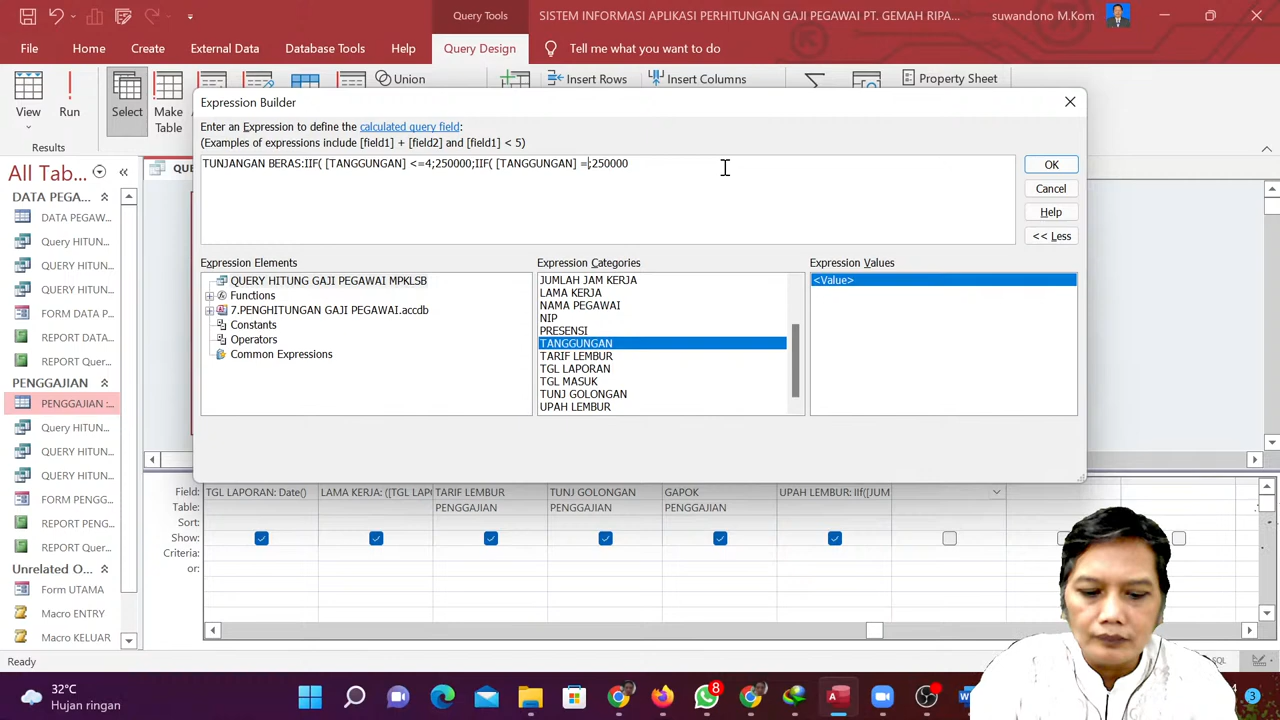 Query Tools
SISTEM INFORMASI APLIKASI PERHITUNGAN GAJI PEGAWAI PT. GEMAH RIPA...
suwandono M.Kom
File
Home
Create
External Data
Database Tools
Help
Query Design
Tell me what you want to do
Union
Insert Rows
Insert Columns
Property Sheet
View
Run
Select
Make
Table
Results
Expression Builder
Enter an Expression to define the calculated query field:
(Examples of expressions include [field1] + [field2] and [field1] < 5)
TUNJANGAN BERAS:IIF( [TANGGUNGAN] <=4;250000;IIF( [TANGGUNGAN] =;250000
OK
Cancel
Help
<< Less
Expression Elements
QUERY HITUNG GAJI PEGAWAI MPKLSB
Functions
7.PENGHITUNGAN GAJI PEGAWAI.accdb
Constants
Operators
Common Expressions
Expression Categories
JUMLAH JAM KERJA
LAMA KERJA
NAMA PEGAWAI
NIP
PRESENSI
TANGGUNGAN
TARIF LEMBUR
TGL LAPORAN
TGL MASUK
TUNJ GOLONGAN
UPAH LEMBUR
Expression Values
<Value>
All Tab...
QUE
DATA PEGA...
DATA PEGAW...
Query HITUN...
QUERY HITUN...
QUERY HITUN...
FORM DATA P...
REPORT DATA...
REPORT Quer...
PENGGAJIAN
PENGGAJIAN :...
Query HITUN...
QUERY HITUN...
QUERY HITUN...
FORM PENGG...
REPORT PENG...
REPORT Quer...
Unrelated O...
Form UTAMA
Macro ENTRY
Macro KELUAR
Field:
TGL LAPORAN: Date()
LAMA KERJA: ([TGL LAP
TARIF LEMBUR
TUNJ GOLONGAN
GAPOK
UPAH LEMBUR: IIf([JUM
Table:
PENGGAJIAN
PENGGAJIAN
PENGGAJIAN
Sort:
Show:
Criteria:
or:
Ready
SQL
32°C
Hujan ringan
8
3